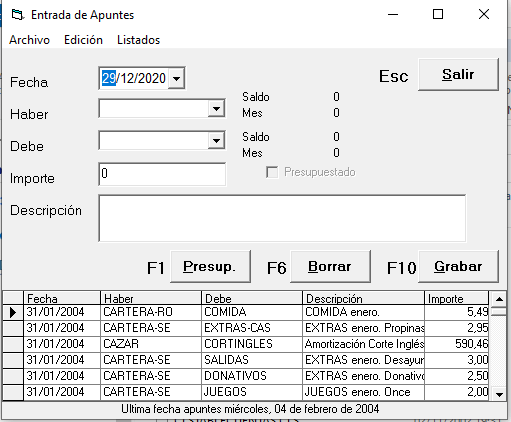 Entrada de Apuntes
Archivo Edición Listados
Fecha 29/12/2020 Esc Salir
Haber Saldo 0
Mes 0
Debe Saldo 0
Mes 0
Importe 0 Presupuestado
Descripción
F1 Presup. F6 Borrar F10 Grabar
Fecha Haber Debe Descripción Importe
31/01/2004 CARTERA-RO COMIDA COMIDA enero. 5,49
31/01/2004 CARTERA-SE EXTRAS-CAS EXTRAS enero. Propinas 2,95
31/01/2004 CAZAR CORTINGLES Amortización Corte Inglés 590,46
31/01/2004 CARTERA-SE SALIDAS EXTRAS enero. Desayun 3,00
31/01/2004 CARTERA-SE DONATIVOS EXTRAS enero. Donativo 2,50
31/01/2004 CARTERA-SE JUEGOS JUEGOS enero. Once 2,00
Ultima fecha apuntes miércoles, 04 de febrero de 2004